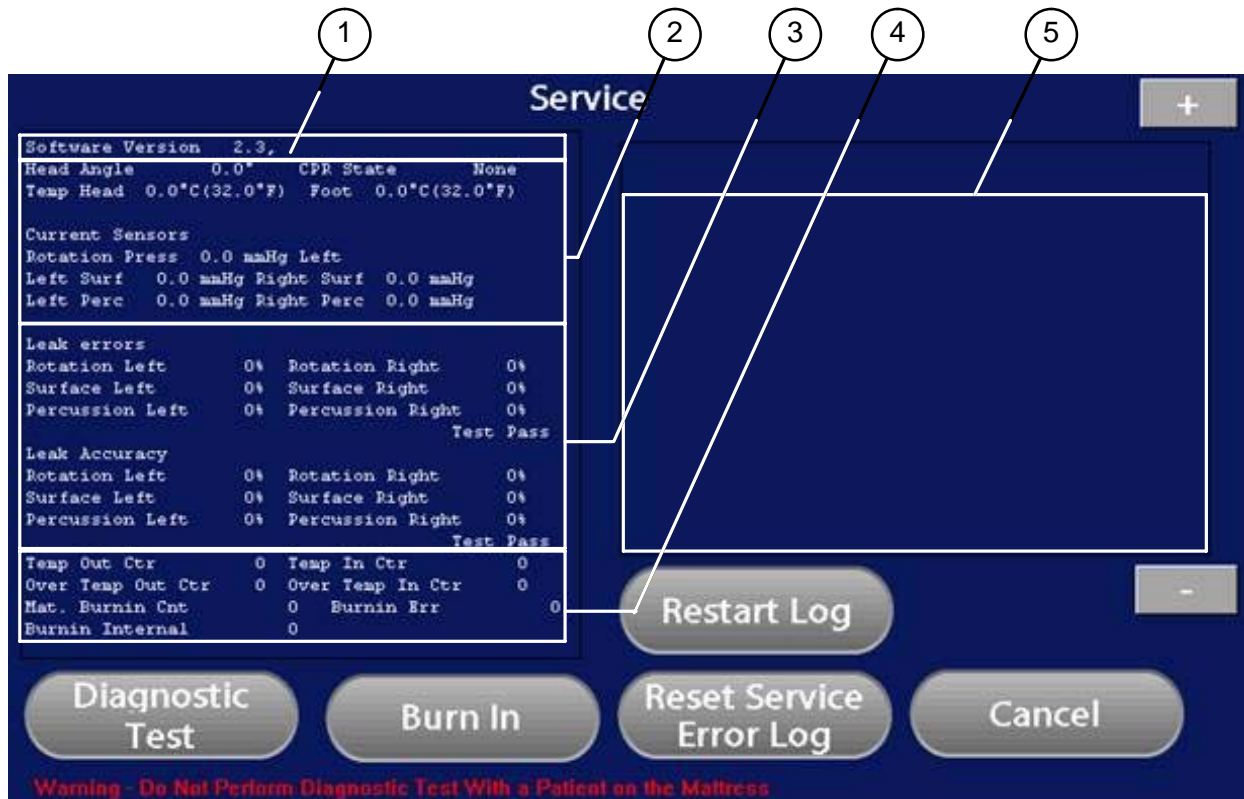 1 2 3 4 5
Service
+
Software Version 2.3,
Head Angle 0.0° CPR State None
Temp Head 0.0°C(32.0°F) Foot 0.0°C(32.0°F)
Current Sensors
Rotation Press 0.0 mmHg Left
Left Surf 0.0 mmHg Right Surf 0.0 mmHg
Left Perc 0.0 mmHg Right Perc 0.0 mmHg
Leak errors
Rotation Left 0% Rotation Right 0%
Surface Left 0% Surface Right 0%
Percussion Left 0% Percussion Right 0%
Test Pass
Leak Accuracy
Rotation Left 0% Rotation Right 0%
Surface Left 0% Surface Right 0%
Percussion Left 0% Percussion Right 0%
Test Pass
Temp Out Ctr 0 Temp In Ctr 0
Over Temp Out Ctr 0 Over Temp In Ctr 0
Mat. Burnin Cnt 0 Burnin Err 0
Burnin Internal 0
-
Restart Log
Diagnostic
Test
Burn In
Reset Service
Error Log
Cancel
Warning - Do Not Perform Diagnostic Test With a Patient on the Mattress